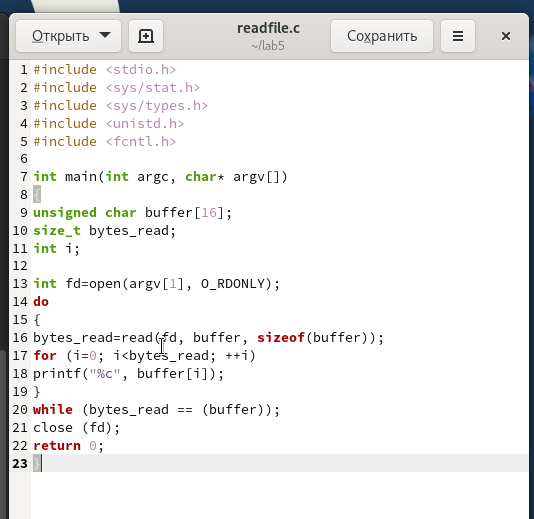 Открыть
readfile.c
~/lab5
Сохранить
1 #include <stdio.h>
2 #include <sys/stat.h>
3 #include <sys/types.h>
4 #include <unistd.h>
5 #include <fcntl.h>
6
7 int main(int argc, char* argv[])
8 {
9 unsigned char buffer[16];
10 size_t bytes_read;
11 int i;
12
13 int fd=open(argv[1], O_RDONLY);
14 do
15 {
16 bytes_read=read(fd, buffer, sizeof(buffer));
17 for (i=0; i<bytes_read; ++i)
18 printf("%c", buffer[i]);
19 }
20 while (bytes_read == (buffer));
21 close (fd);
22 return 0;
23 }